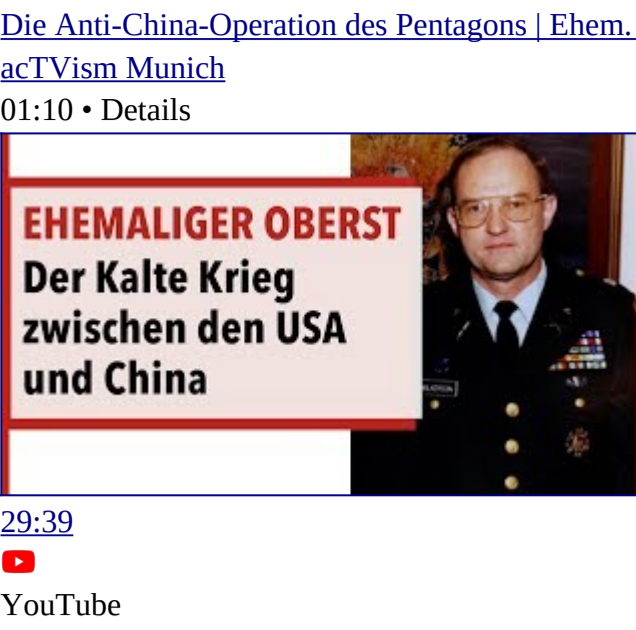 Die Anti-China-Operation des Pentagons | Ehem.
acTVism Munich
01:10 • Details
EHEMALIGER OBERST
Der Kalte Krieg
zwischen den USA
und China
29:39
YouTube